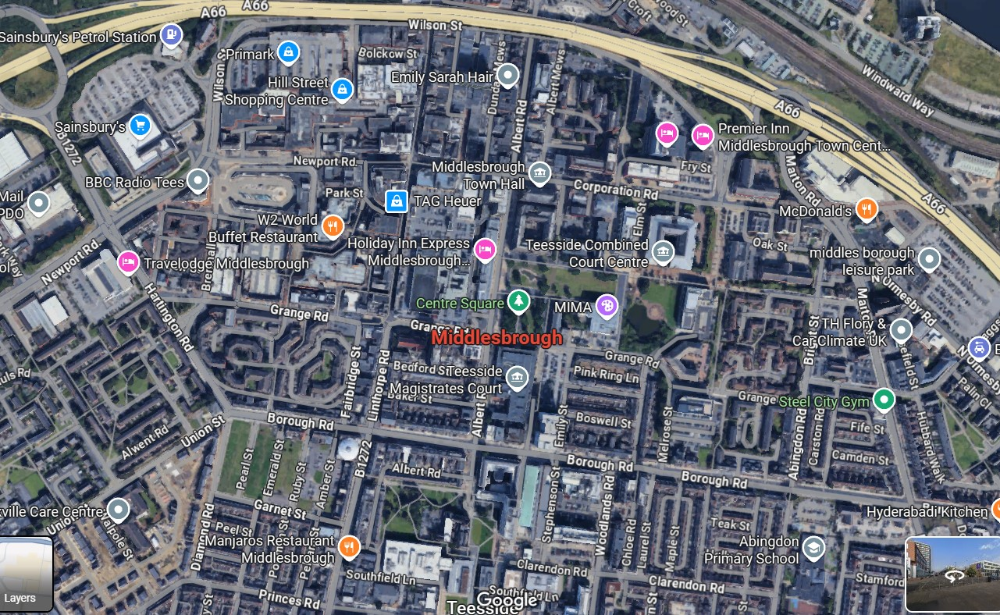 A66
A66
Wilson St
Croft
Sainsbury's Petrol Station
Primark
Bolckow St
Wilson St
Hill Street
Shopping Centre
Emily Sarah Hair
Albert Mews
Windward Way
A66
Sainsbury's
B1272
Albert Rd
Premier Inn
Middlesbrough Town Cent...
Newport Rd.
Fry St
BBC Radio Tees
Middlesbrough
Town Hall
Corporation Rd
Marton Rd
Park St
TAG Heuer
Mail
PDO
W2 World
Buffet Restaurant
Elm St
McDonald's
A66
Holiday Inn Express
Middlesbrough...
Teesside Combined
Court Centre
Oak St
Newport Rd.
Travelodge Middlesbrough
middles borough
leisure park
N Ormesby Rd
Hartington Rd
Centre Square
MIMA
Grange Rd
Grange Rd
Middlesbrough
TH Flory &
Car Climate UK
Grange Rd
Bedford St
Teesside
Magistrates Court
Baker St
Pink Ring Ln
Fairbridge St
Linthorpe Rd
Albert Rd
Grange
Steel City Gym
Palin Cl
Borough Rd
Emily St
Boswell St
Melrose St
Fife St
Union St
Alwent Rd
Abingdon Rd
Carston Rd
Camden St
Hubbard Walk
Pearl St
Emerald St
Ruby St
Amber St
B1272
Albert Rd
Borough Rd
Borough Rd
Stephenson St
Woodlands Rd
Garnet St
Hyderabadi Kitchen
kville Care Centre
Diamond Rd
Peel St
Teak St
Chloe Rd
Laurel St
Maple St
Manjaros Restaurant
Middlesbrough
Abingdon
Primary School
Clarendon Rd
Clarendon Rd
Stamford
Southfield Ln
Southfield Ln
Princes Rd
Layers
Google
Teesside